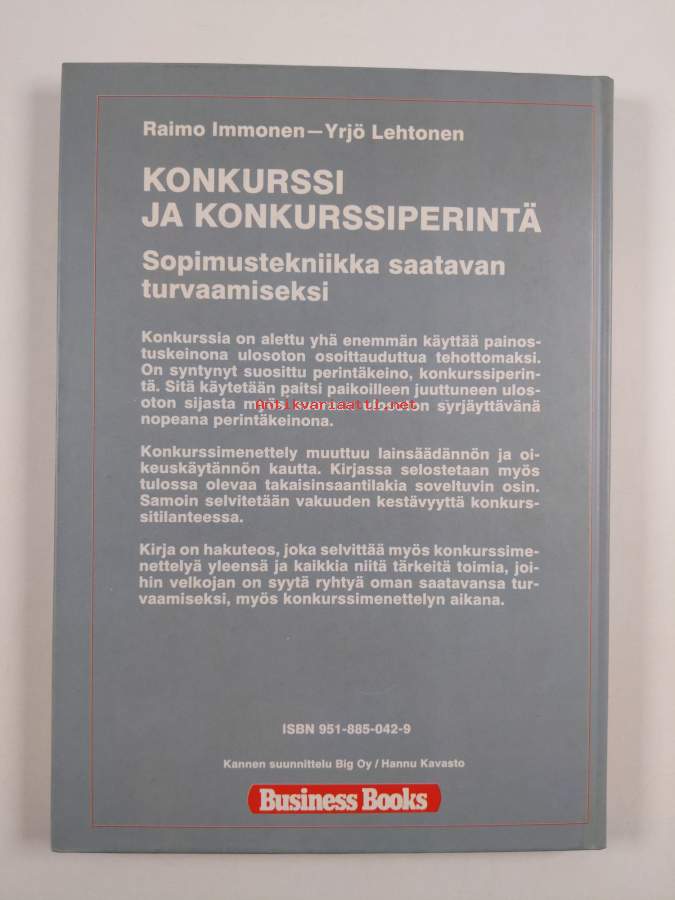 Raimo Immonen—Yrjö Lehtonen
KONKURSSI
JA KONKURSSIPERINTÄ
Sopimustekniikka saatavan
turvaamiseksi
Konkurssia on alettu yhä enemmän käyttää painos-
tuskeinona ulosoton osoittauduttua tehottomaksi.
On syntynyt suosittu perintäkeino, konkurssiperin-
tä. Sitä käytetään paitsi paikoilleen juuttuneen ulos-
oton sijasta syrjäyttävänä
Antikvariaatti.net
nopeana perintäkeinona.
Konkurssimenettely muuttuu lainsäädännön ja oi-
keuskäytännön kautta. Kirjassa selostetaan myös
tulossa olevaa takaisinsaantilakia soveltuvin osin.
Samoin selvitetään vakuuden kestävyyttä konkurs-
sitilanteessa.
Kirja on hakuteos, joka selvittää myös konkurssime-
nettelyä yleensä ja kaikkia niitä tärkeitä toimia, joi-
hin velkojan on syytä ryhtyä oman saatavansa tur-
vaamiseksi, myös konkurssimenettelyn aikana.
ISBN 951-885-042-9
Kannen suunnittelu Big Oy / Hannu Kavasto
Business Books